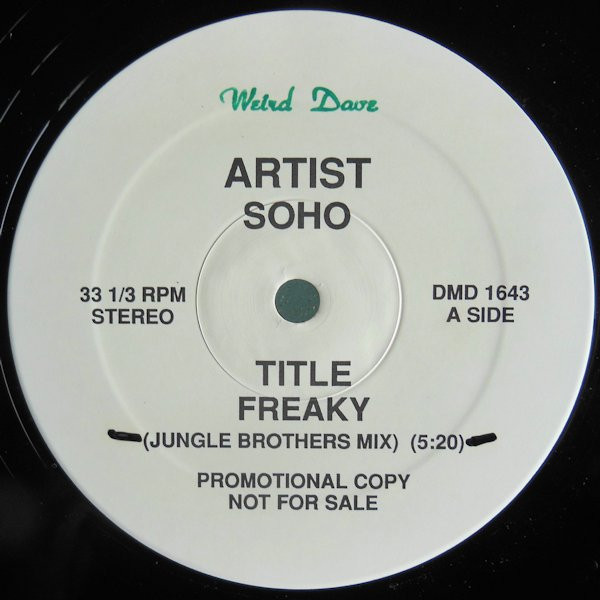 Weird Dave
ARTIST
SOHO
33 1/3 RPM
STEREO
DMD 1643
A SIDE
TITLE
FREAKY
(JUNGLE BROTHERS MIX) (5:20)
PROMOTIONAL COPY
NOT FOR SALE